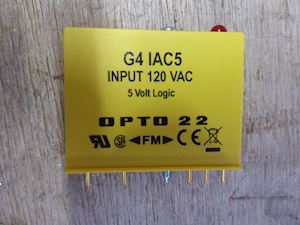 G4 IAC5
INPUT 120 VAC
5 Volt Logic
OPTO 22
FM CE